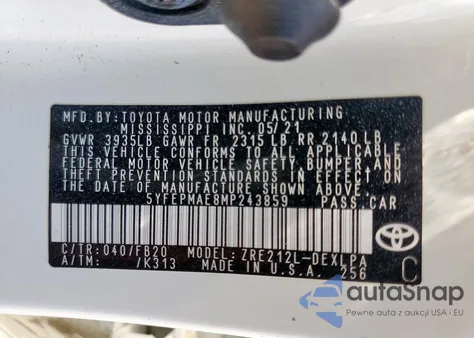 MFD.BY:TOYOTA MOTOR MANUFACTURING
MISSISSIPPI INC.05/21
GVWR 3935LB GAWR FR 2315 LB RR 2140 LB
THIS VEHICLE CONFORMS TO ALL APPLICABLE
FEDERAL MOTOR VEHICLE SAFETY, BUMPER, AND
THEFT PREVENTION STANDARDS IN EFFECT ON
THE DATE OF MANUFACTURE SHOWN ABOVE.
5YFEPMAE8MP243859 PASS.CAR
C/TR:040/FB20 MODEL:ZRE212L-DEXLPA
A/TM: /K313 MADE IN U.S.A. 256
C
autoSnap
Pewne auta z USA i EU